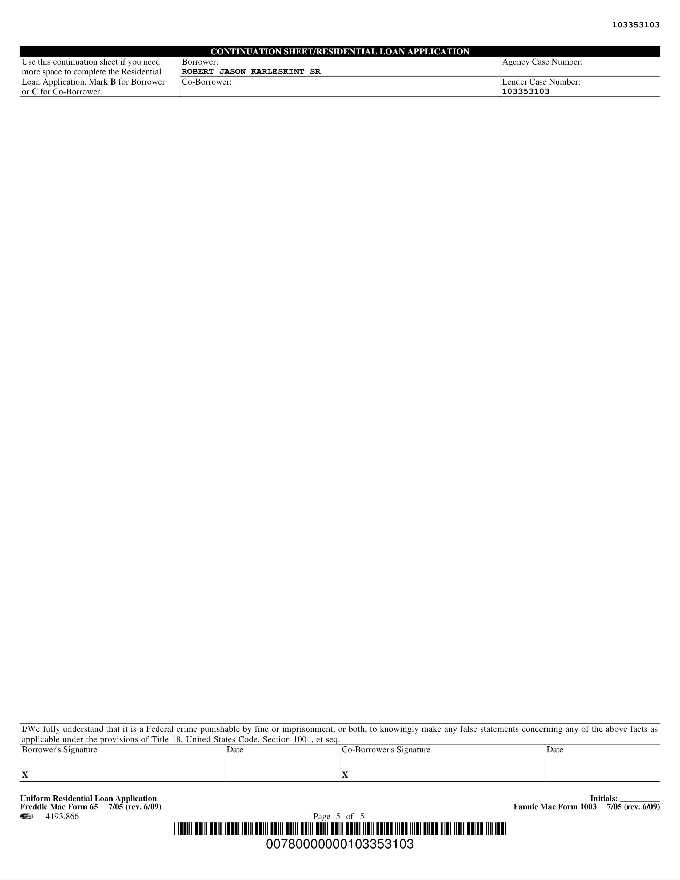 103353103
CONTINUATION SHEET/RESIDENTIAL LOAN APPLICATION
Use this continuation sheet if you need
more space to complete the Residential
Loan Application. Mark B for Borrower
or C for Co-Borrower.
Borrower:
ROBERT JASON KARLESKINT SR
Agency Case Number:
Co-Borrower:
Lender Case Number:
103353103
I/We fully understand that it is a Federal crime punishable by fine or imprisonment, or both, to knowingly make any false statements concerning any of the above facts as
applicable under the provisions of Title 18, United States Code, Section 1001, et seq.
Borrower's Signature Date Co-Borrower's Signature Date
X X
Uniform Residential Loan Application
Freddie Mac Form 65 7/05 (rev. 6/09)
4193.866
Initials: ________
Fannie Mae Form 1003 7/05 (rev. 6/09)
Page 5 of 5
00780000000103353103